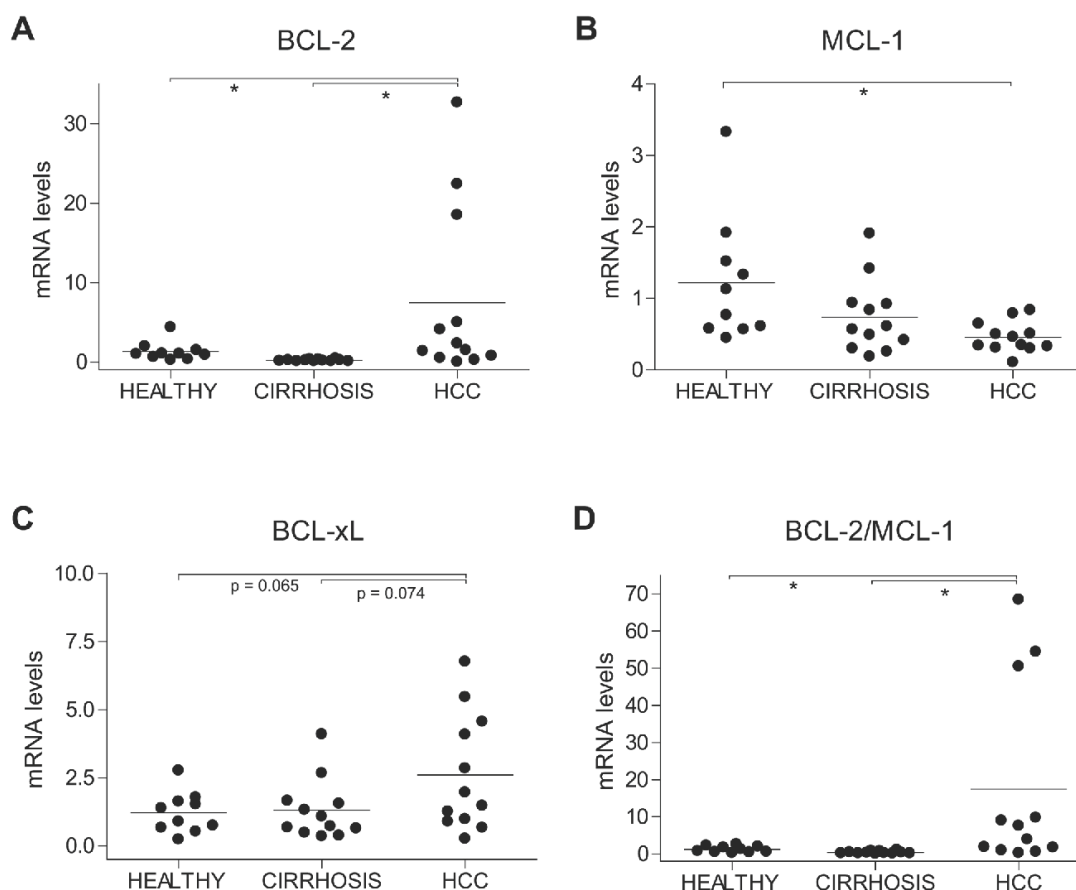 A
BCL-2
mRNA levels
30
20
10
0
*
*
HEALTHY CIRRHOSIS HCC
B
MCL-1
mRNA levels
4
3
2
1
0
*
HEALTHY CIRRHOSIS HCC
C
BCL-xL
mRNA levels
10.0
7.5
5.0
2.5
0.0
p = 0.065
p = 0.074
HEALTHY CIRRHOSIS HCC
D
BCL-2/MCL-1
mRNA levels
70
60
50
40
30
20
10
0
*
*
HEALTHY CIRRHOSIS HCC